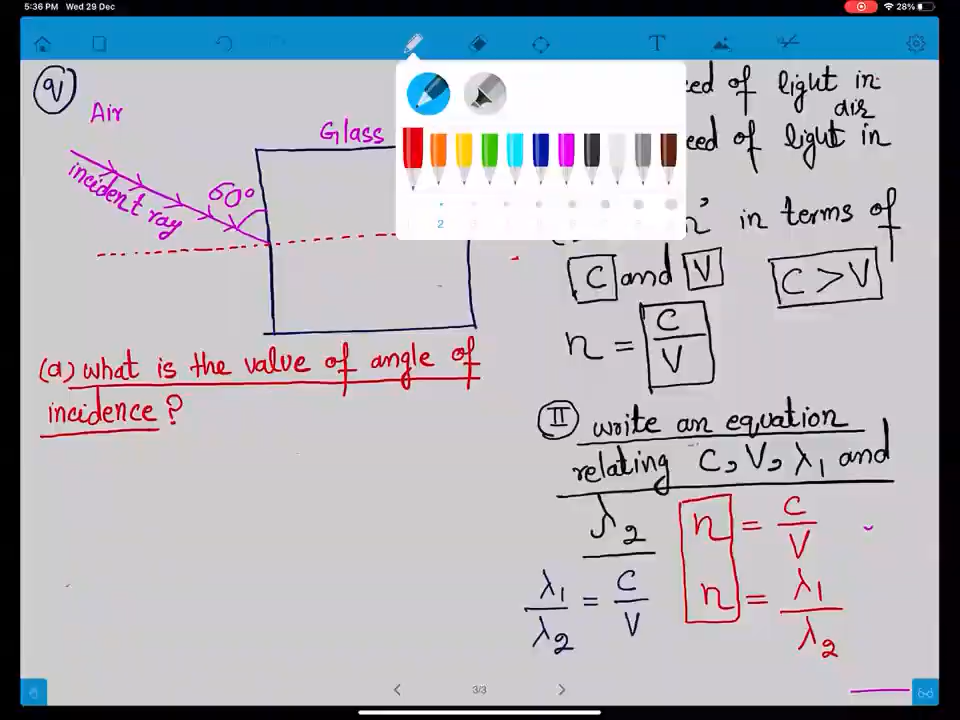 5:36 PM Wed 29 Dec
28%
T
q
Air
Glass
60°
incident ray
(a) what is the value of angle of
incidence?
2
eed of light in
air
eed of light in
n' in terms of
C and V
C > V
n = C/V
II write an equation
relating C, V, λ1 and
λ2
n = C/V
λ1/λ2 = C/V
n = λ1/λ2
3/3